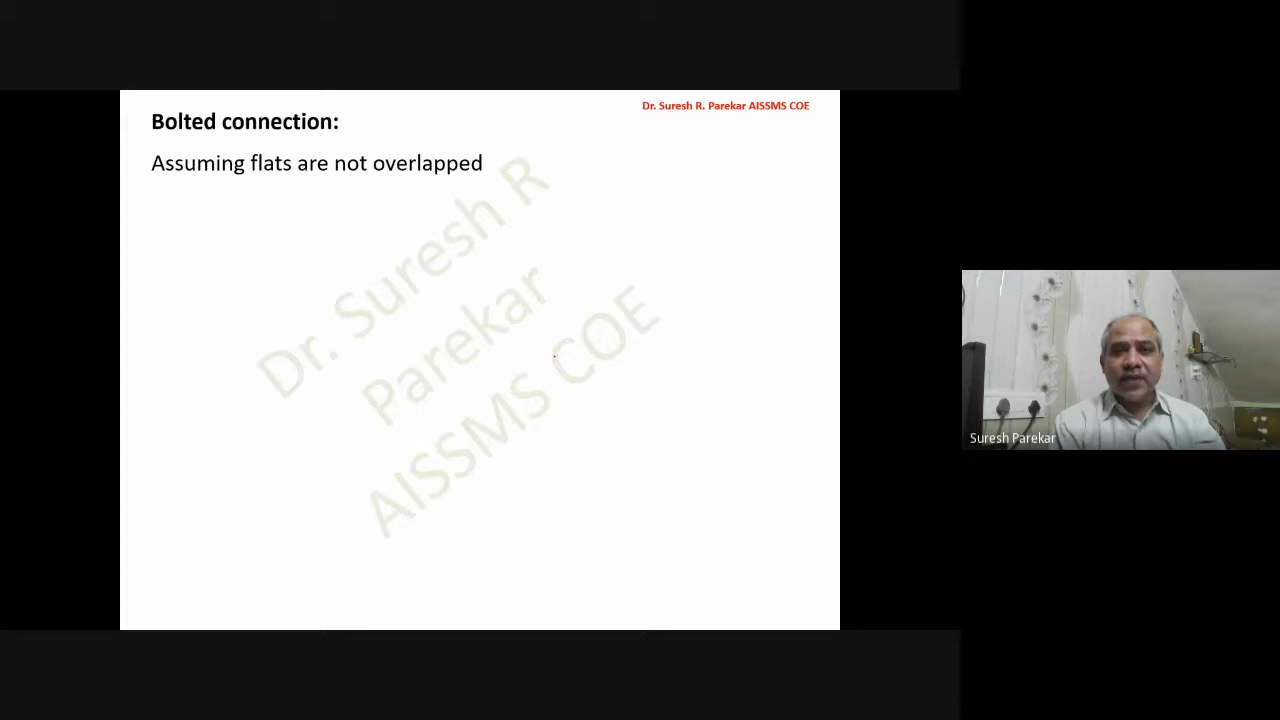 Dr. Suresh R. Parekar AISSMS COE
Bolted connection:
Assuming flats are not overlapped
Dr. Suresh R
Parekar
AISSMS COE
Suresh Parekar